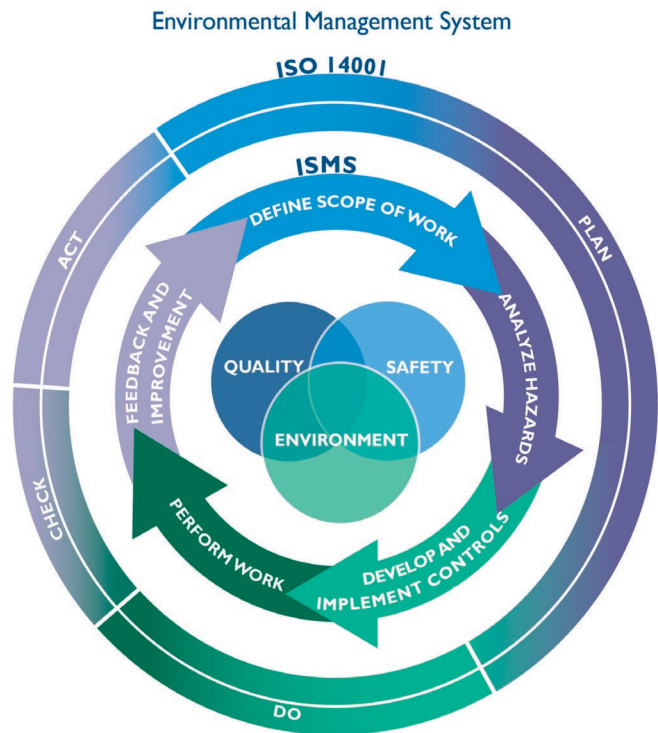 Environmental Management System
ISO 14001
ISMS
DEFINE SCOPE OF WORK
ANALYZE HAZARDS
DEVELOP AND
IMPLEMENT CONTROLS
PERFORM WORK
FEEDBACK AND
IMPROVEMENT
QUALITY
SAFETY
ENVIRONMENT
PLAN
DO
CHECK
ACT